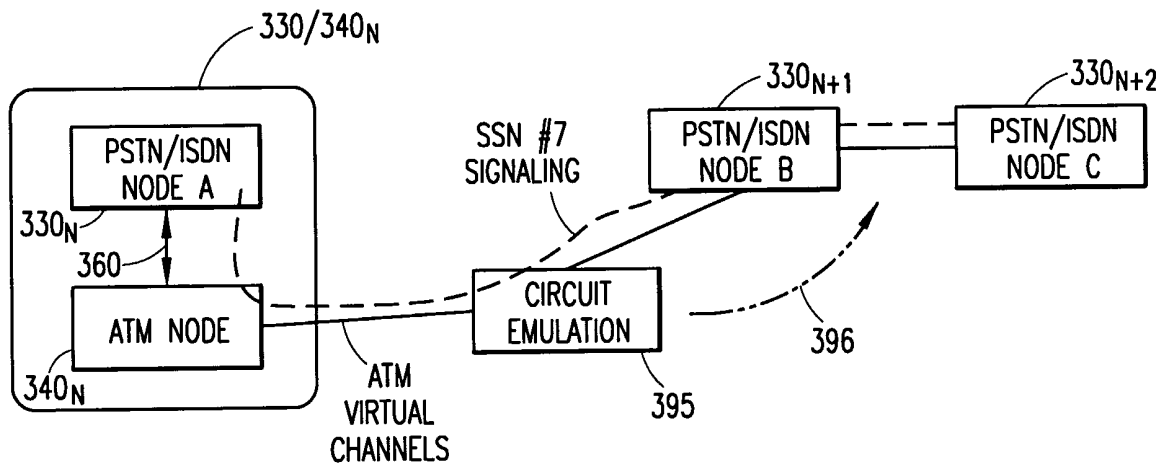 330/340N
PSTN/ISDN
NODE A
330N
360
ATM NODE
340N
ATM
VIRTUAL
CHANNELS
SSN #7
SIGNALING
CIRCUIT
EMULATION
395
396
330N+1
PSTN/ISDN
NODE B
330N+2
PSTN/ISDN
NODE C